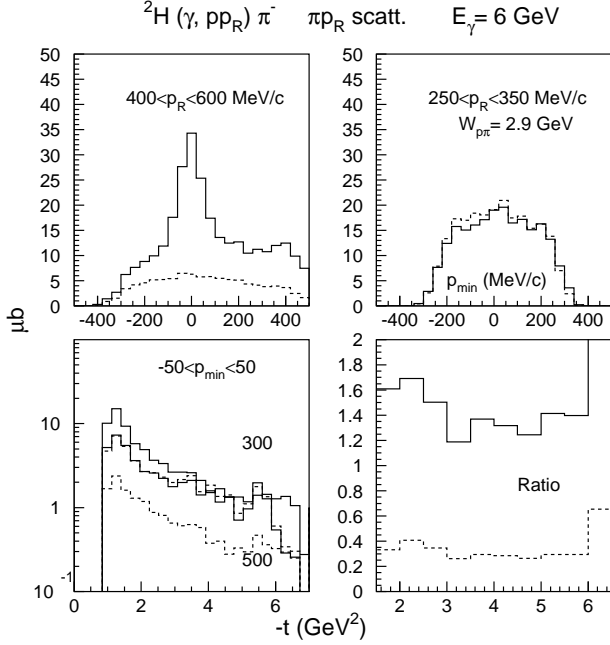 ²H (γ, pp_R) π⁻ πp_R scatt. E_γ= 6 GeV
400<p_R<600 MeV/c
50
45
40
35
30
25
20
15
10
5
0
-400 -200 0 200 400
250<p_R<350 MeV/c
W_pπ= 2.9 GeV
p_min (MeV/c)
50
45
40
35
30
25
20
15
10
5
0
-400 -200 0 200 400
μb
-50<p_min<50
300
500
10
1
10⁻¹
0 2 4 6
-t (GeV²)
Ratio
2
1.8
1.6
1.4
1.2
1
0.8
0.6
0.4
0.2
0
2 3 4 5 6